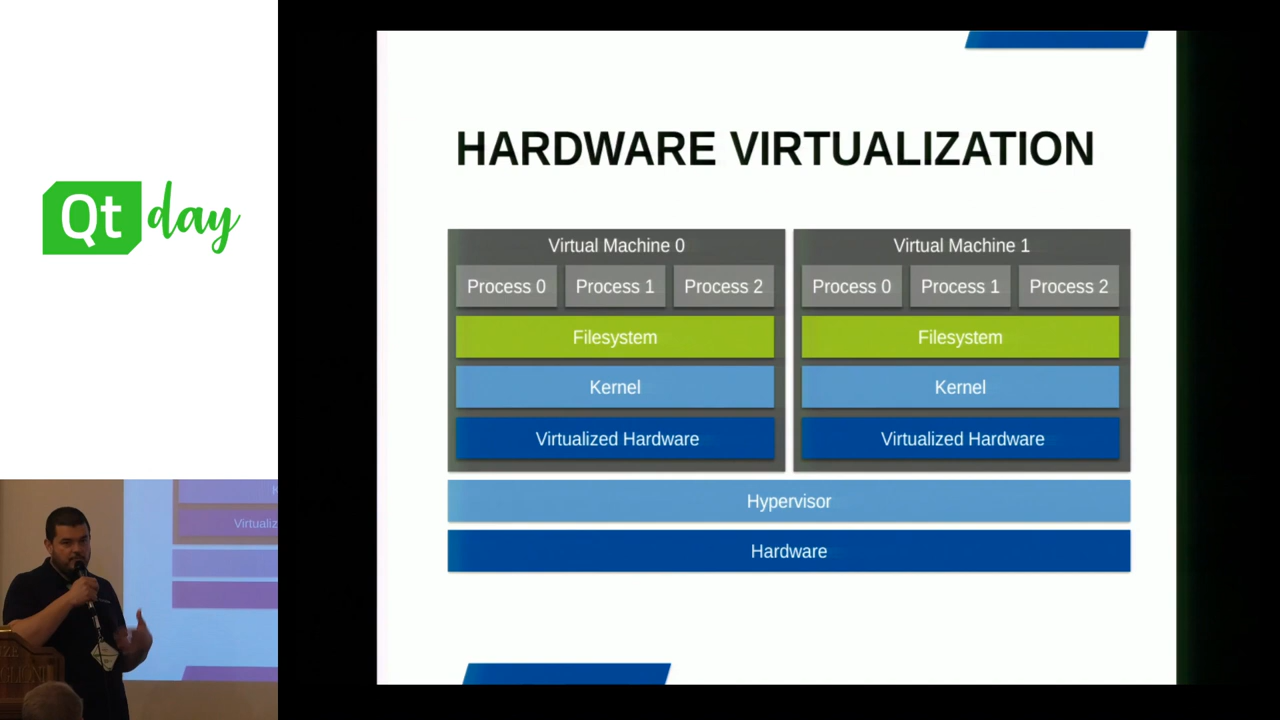 Qt day
HARDWARE VIRTUALIZATION
Virtual Machine 0
Process 0 Process 1 Process 2
Filesystem
Kernel
Virtualized Hardware
Virtual Machine 1
Process 0 Process 1 Process 2
Filesystem
Kernel
Virtualized Hardware
Hypervisor
Hardware